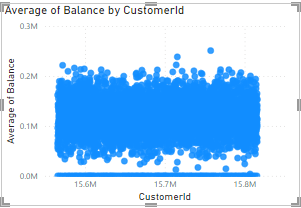 Average of Balance by CustomerId
0.3M
0.2M
0.1M
0.0M
Average of Balance
15.6M
15.7M
15.8M
CustomerId